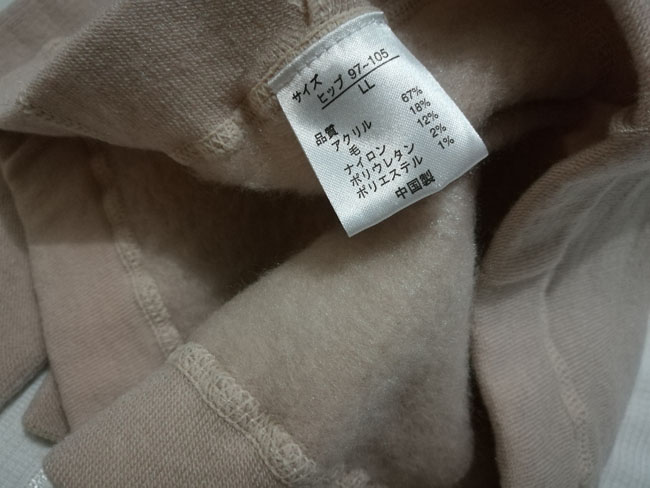 サイズ
ヒップ 97~105
LL
品質
アクリル 67%
毛 18%
ナイロン 12%
ポリウレタン 2%
ポリエステル 1%
中国製